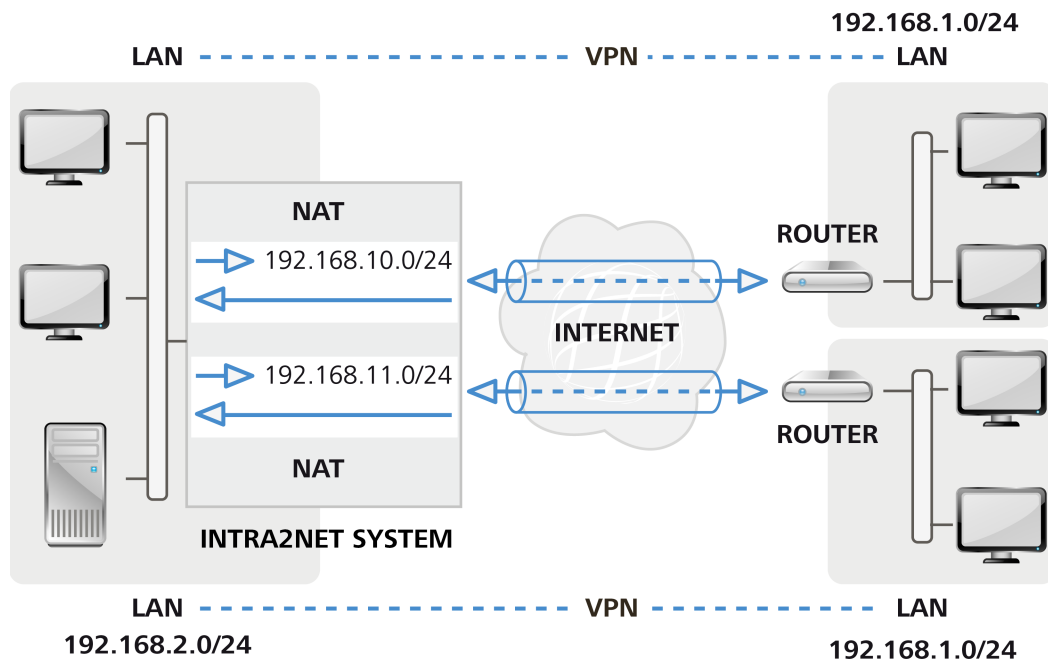 192.168.1.0/24
LAN VPN LAN
NAT
192.168.10.0/24
ROUTER
INTERNET
192.168.11.0/24
ROUTER
NAT
INTRA2NET SYSTEM
LAN VPN LAN
192.168.2.0/24
192.168.1.0/24